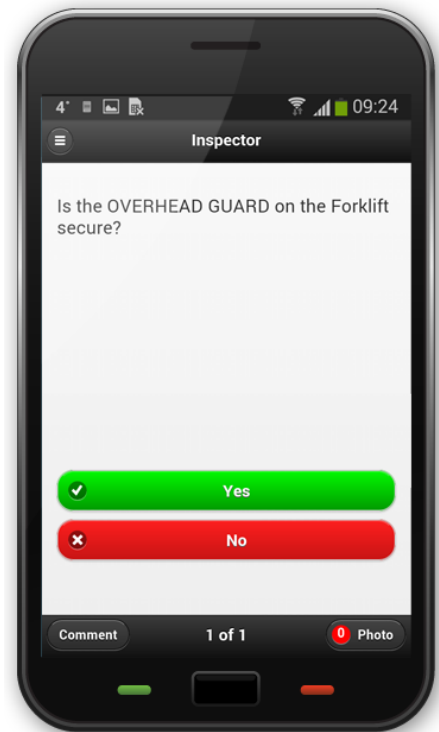 4° 09:24
Inspector
Is the OVERHEAD GUARD on the Forklift
secure?
Yes
No
Comment 1 of 1 0 Photo